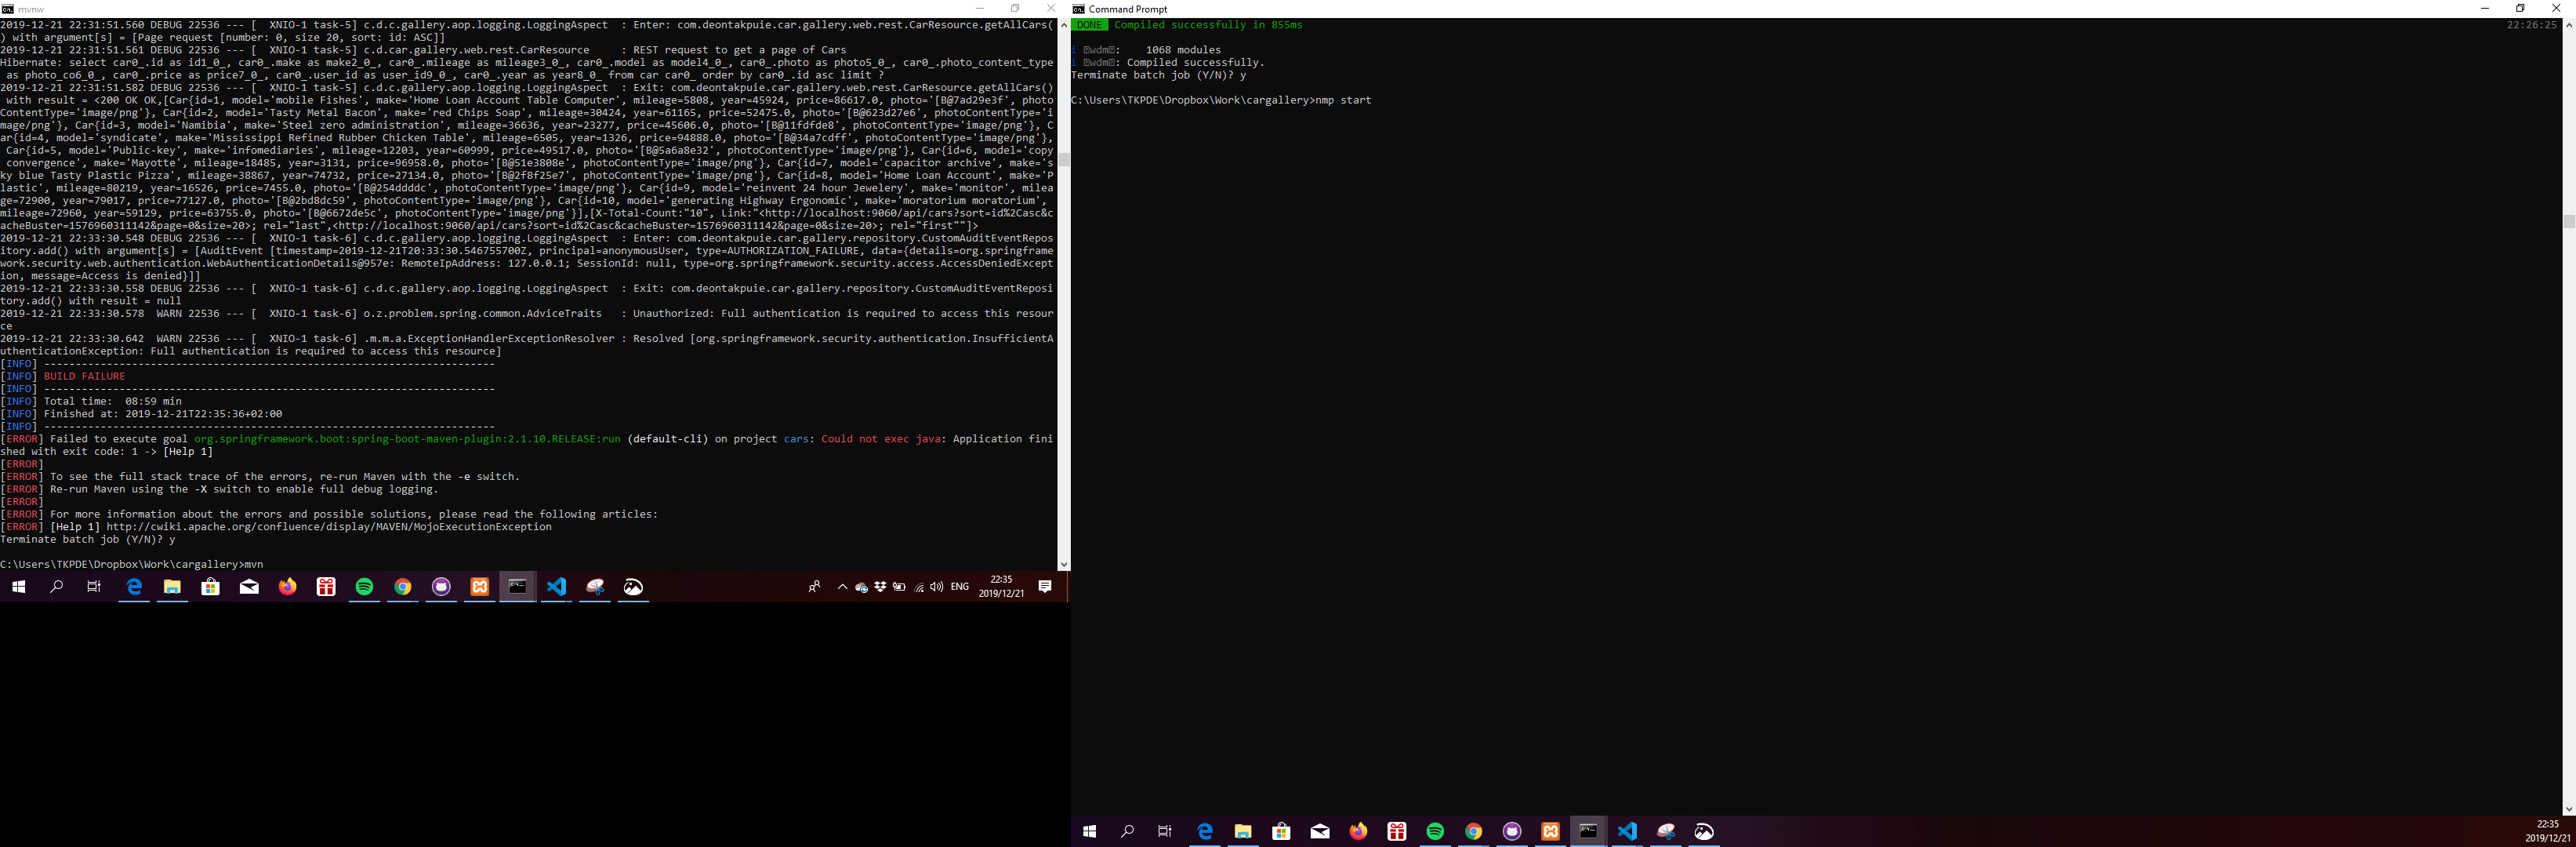 mvnw
2019-12-21 22:31:51.560 DEBUG 22536 --- [  XNIO-1 task-5] c.d.c.gallery.aop.logging.LoggingAspect  : Enter: com.deontakpuie.car.gallery.web.rest.CarResource.getAllCars(
) with argument[s] = [Page request [number: 0, size 20, sort: id: ASC]]
2019-12-21 22:31:51.561 DEBUG 22536 --- [  XNIO-1 task-5] c.d.car.gallery.web.rest.CarResource     : REST request to get a page of Cars
Hibernate: select car0_.id as id1_0_, car0_.make as make2_0_, car0_.mileage as mileage3_0_, car0_.model as model4_0_, car0_.photo as photo5_0_, car0_.photo_content_type
 as photo_co6_0_, car0_.price as price7_0_, car0_.user_id as user_id9_0_, car0_.year as year8_0_ from car car0_ order by car0_.id asc limit ?
2019-12-21 22:31:51.582 DEBUG 22536 --- [  XNIO-1 task-5] c.d.c.gallery.aop.logging.LoggingAspect  : Exit: com.deontakpuie.car.gallery.web.rest.CarResource.getAllCars()
 with result = <200 OK OK,[Car{id=1, model='mobile Fishes', make='Home Loan Account Table Computer', mileage=5808, year=45924, price=86617.0, photo='[B@7ad29e3f', photo
ContentType='image/png'}, Car{id=2, model='Tasty Metal Bacon', make='red Chips Soap', mileage=30424, year=61165, price=52475.0, photo='[B@623d27e6', photoContentType='i
mage/png'}, Car{id=3, model='Namibia', make='Steel zero administration', mileage=36636, year=23277, price=45606.0, photo='[B@11fdfde8', photoContentType='image/png'}, C
ar{id=4, model='syndicate', make='Mississippi Refined Rubber Chicken Table', mileage=6505, year=1326, price=94888.0, photo='[B@34a7cdff', photoContentType='image/png'},
 Car{id=5, model='Public-key', make='infomediaries', mileage=12203, year=60999, price=49517.0, photo='[B@5a6a8e32', photoContentType='image/png'}, Car{id=6, model='copy
 convergence', make='Mayotte', mileage=18485, year=3131, price=96958.0, photo='[B@51e3808e', photoContentType='image/png'}, Car{id=7, model='capacitor archive', make='s
ky blue Tasty Plastic Pizza', mileage=38867, year=74732, price=27134.0, photo='[B@2f8f25e7', photoContentType='image/png'}, Car{id=8, model='Home Loan Account', make='P
lastic', mileage=80219, year=16526, price=7455.0, photo='[B@254ddddc', photoContentType='image/png'}, Car{id=9, model='reinvent 24 hour Jewelery', make='monitor', milea
ge=72900, year=79017, price=77127.0, photo='[B@2bd8dc59', photoContentType='image/png'}, Car{id=10, model='generating Highway Ergonomic', make='moratorium moratorium',
mileage=72960, year=59129, price=63755.0, photo='[B@6672de5c', photoContentType='image/png'}],[X-Total-Count:"10", Link:"<http://localhost:9060/api/cars?sort=id%2Casc&c
acheBuster=1576960311142&page=0&size=20>; rel="last",<http://localhost:9060/api/cars?sort=id%2Casc&cacheBuster=1576960311142&page=0&size=20>; rel="first""]>
2019-12-21 22:33:30.548 DEBUG 22536 --- [  XNIO-1 task-6] c.d.c.gallery.aop.logging.LoggingAspect  : Enter: com.deontakpuie.car.gallery.repository.CustomAuditEventRepos
itory.add() with argument[s] = [AuditEvent [timestamp=2019-12-21T20:33:30.546755700Z, principal=anonymousUser, type=AUTHORIZATION_FAILURE, data={details=org.springframe
work.security.web.authentication.WebAuthenticationDetails@957e: RemoteIpAddress: 127.0.0.1; SessionId: null, type=org.springframework.security.access.AccessDeniedExcept
ion, message=Access is denied}]]
2019-12-21 22:33:30.558 DEBUG 22536 --- [  XNIO-1 task-6] c.d.c.gallery.aop.logging.LoggingAspect  : Exit: com.deontakpuie.car.gallery.repository.CustomAuditEventReposi
tory.add() with result = null
2019-12-21 22:33:30.578  WARN 22536 --- [  XNIO-1 task-6] o.z.problem.spring.common.AdviceTraits   : Unauthorized: Full authentication is required to access this resour
ce
2019-12-21 22:33:30.642  WARN 22536 --- [  XNIO-1 task-6] .m.m.a.ExceptionHandlerExceptionResolver : Resolved [org.springframework.security.authentication.InsufficientA
uthenticationException: Full authentication is required to access this resource]
[INFO] ------------------------------------------------------------------------
[INFO] BUILD FAILURE
[INFO] ------------------------------------------------------------------------
[INFO] Total time:  08:59 min
[INFO] Finished at: 2019-12-21T22:35:36+02:00
[INFO] ------------------------------------------------------------------------
[ERROR] Failed to execute goal org.springframework.boot:spring-boot-maven-plugin:2.1.10.RELEASE:run (default-cli) on project cars: Could not exec java: Application fini
shed with exit code: 1 -> [Help 1]
[ERROR]
[ERROR] To see the full stack trace of the errors, re-run Maven with the -e switch.
[ERROR] Re-run Maven using the -X switch to enable full debug logging.
[ERROR]
[ERROR] For more information about the errors and possible solutions, please read the following articles:
[ERROR] [Help 1] http://cwiki.apache.org/confluence/display/MAVEN/MojoExecutionException
Terminate batch job (Y/N)? y
C:\Users\TKPDE\Dropbox\Work\cargallery>mvn
ENG
22:35
2019/12/21
Command Prompt
DONE Compiled successfully in 855ms 22:26:25
i wdm: 1068 modules
i wdm: Compiled successfully.
Terminate batch job (Y/N)? y
C:\Users\TKPDE\Dropbox\Work\cargallery>nmp start
22:35
2019/12/21